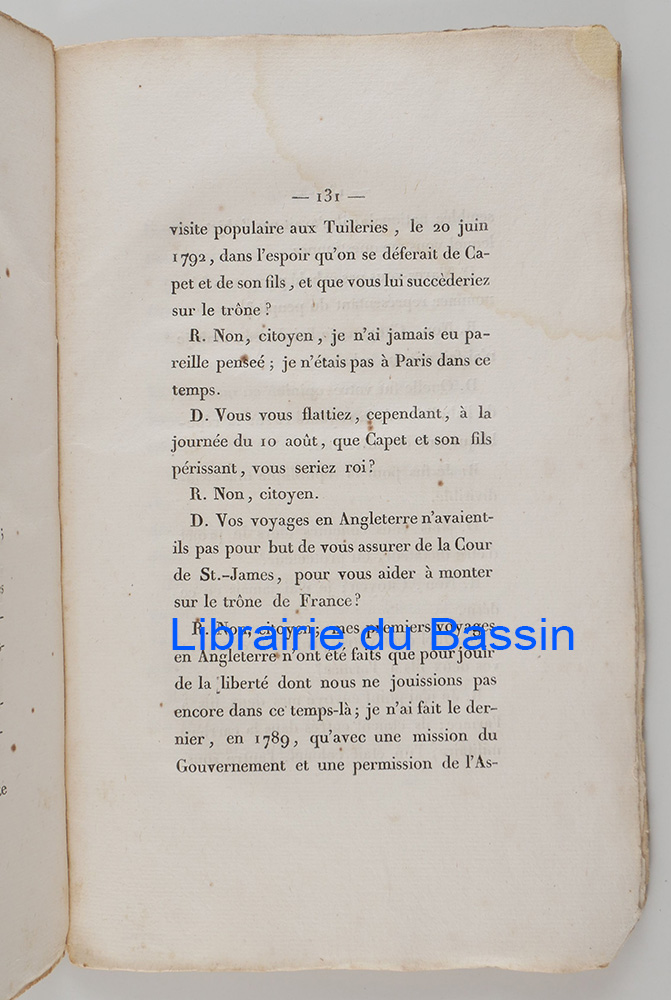 — 131 —
visite populaire aux Tuileries , le 20 juin
1792, dans l'espoir qu'on se déferait de Ca-
pet et de son fils , et que vous lui succèderiez
sur le trône ?
R. Non, citoyen , je n'ai jamais eu pa-
reille penseé ; je n'étais pas à Paris dans ce
temps.
D. Vous vous flattiez, cependant, à la
journée du 10 août, que Capet et son fils
périssant, vous seriez roi?
R. Non, citoyen.
D. Vos voyages en Angleterre n'avaient-
ils pas pour but de vous assurer de la Cour
de St.-James, pour vous aider à monter
sur le trône de France?
R. Non, citoyen; mes premiers voyages
Librairie du Bassin
en Angleterre n'ont été faits que pour jouir
de la liberté dont nous ne jouissions pas
encore dans ce temps-là; je n'ai fait le der-
nier, en 1789, qu'avec une mission du
Gouvernement et une permission de l'As-